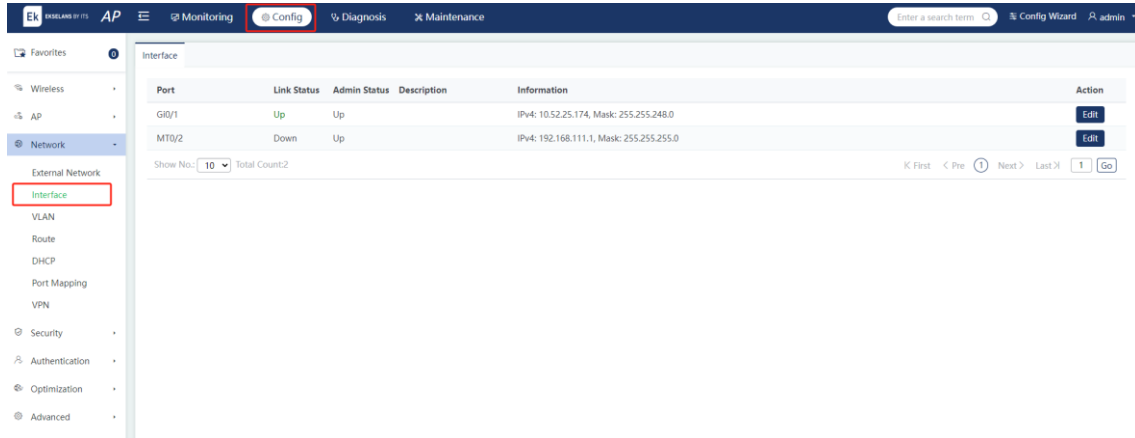 Ek EKSELANS BY ITS AP Monitoring Config Diagnosis Maintenance Enter a search term Config Wizard admin
Favorites 0
Interface
Wireless
AP
Network
External Network
Interface
VLAN
Route
DHCP
Port Mapping
VPN
Security
Authentication
Optimization
Advanced
Port Link Status Admin Status Description Information Action
GI0/1 Up Up IPv4: 10.52.25.174, Mask: 255.255.248.0 Edit
MT0/2 Down Up IPv4: 192.168.111.1, Mask: 255.255.255.0 Edit
Show No.: 10 Total Count:2 First Pre 1 Next Last 1 Go